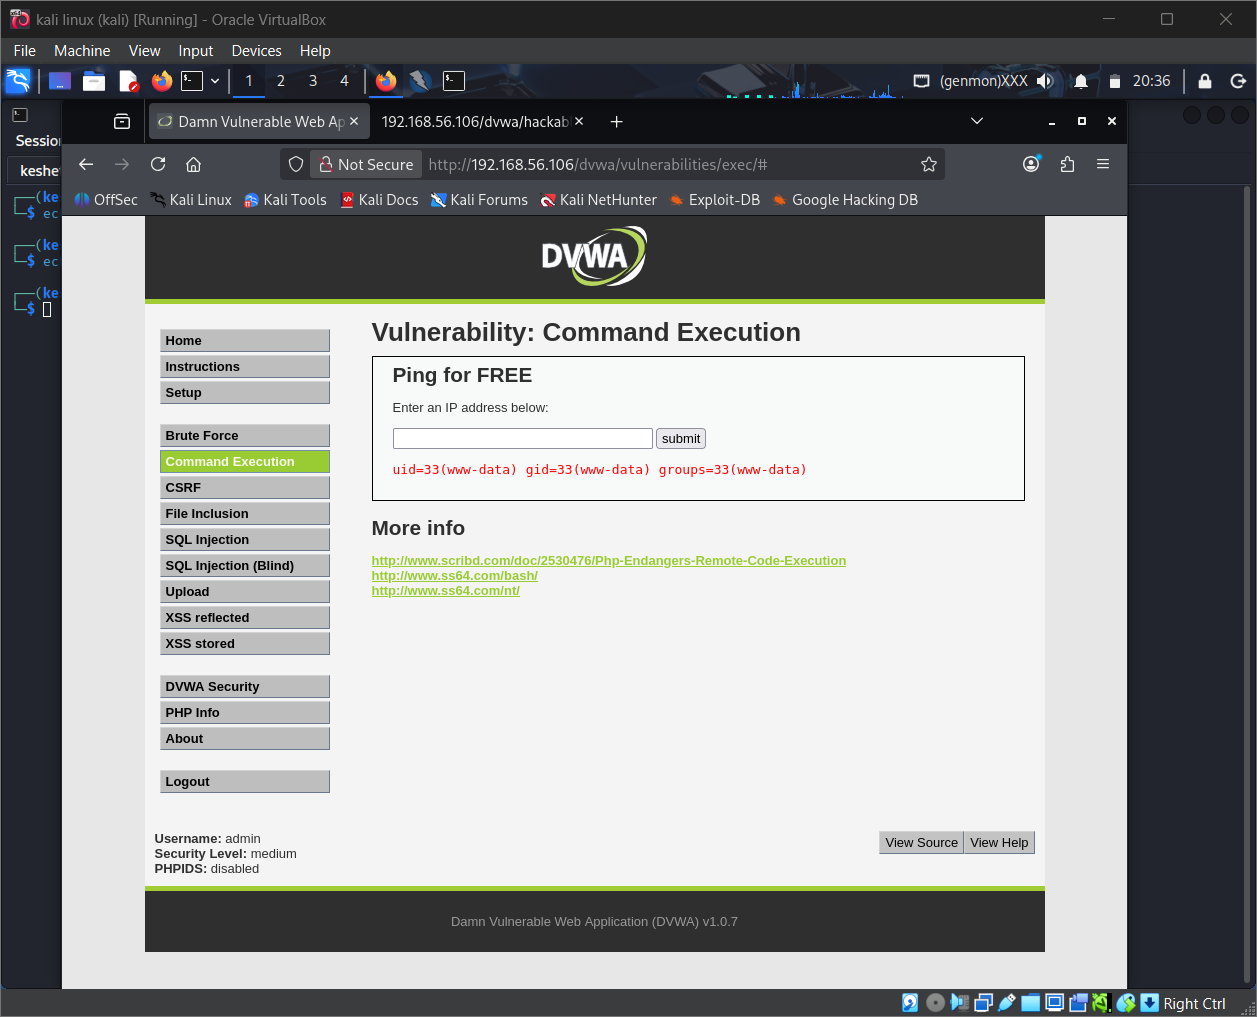 kali linux (kali) [Running] - Oracle VirtualBox
File Machine View Input Devices Help
1 2 3 4 (genmon)XXX 20:36
Damn Vulnerable Web Ap 192.168.56.106/dvwa/hackab
Sessio
keshe
Not Secure http://192.168.56.106/dvwa/vulnerabilities/exec/#
OffSec Kali Linux Kali Tools Kali Docs Kali Forums Kali NetHunter Exploit-DB Google Hacking DB
(ke
$ ec
(ke
$ ec
(ke
$
DVWA
Home
Instructions
Setup
Brute Force
Command Execution
CSRF
File Inclusion
SQL Injection
SQL Injection (Blind)
Upload
XSS reflected
XSS stored
DVWA Security
PHP Info
About
Logout
Vulnerability: Command Execution
Ping for FREE
Enter an IP address below:
submit
uid=33(www-data) gid=33(www-data) groups=33(www-data)
More info
http://www.scribd.com/doc/2530476/Php-Endangers-Remote-Code-Execution
http://www.ss64.com/bash/
http://www.ss64.com/nt/
Username: admin
Security Level: medium
PHPIDS: disabled
View Source View Help
Damn Vulnerable Web Application (DVWA) v1.0.7
Right Ctrl